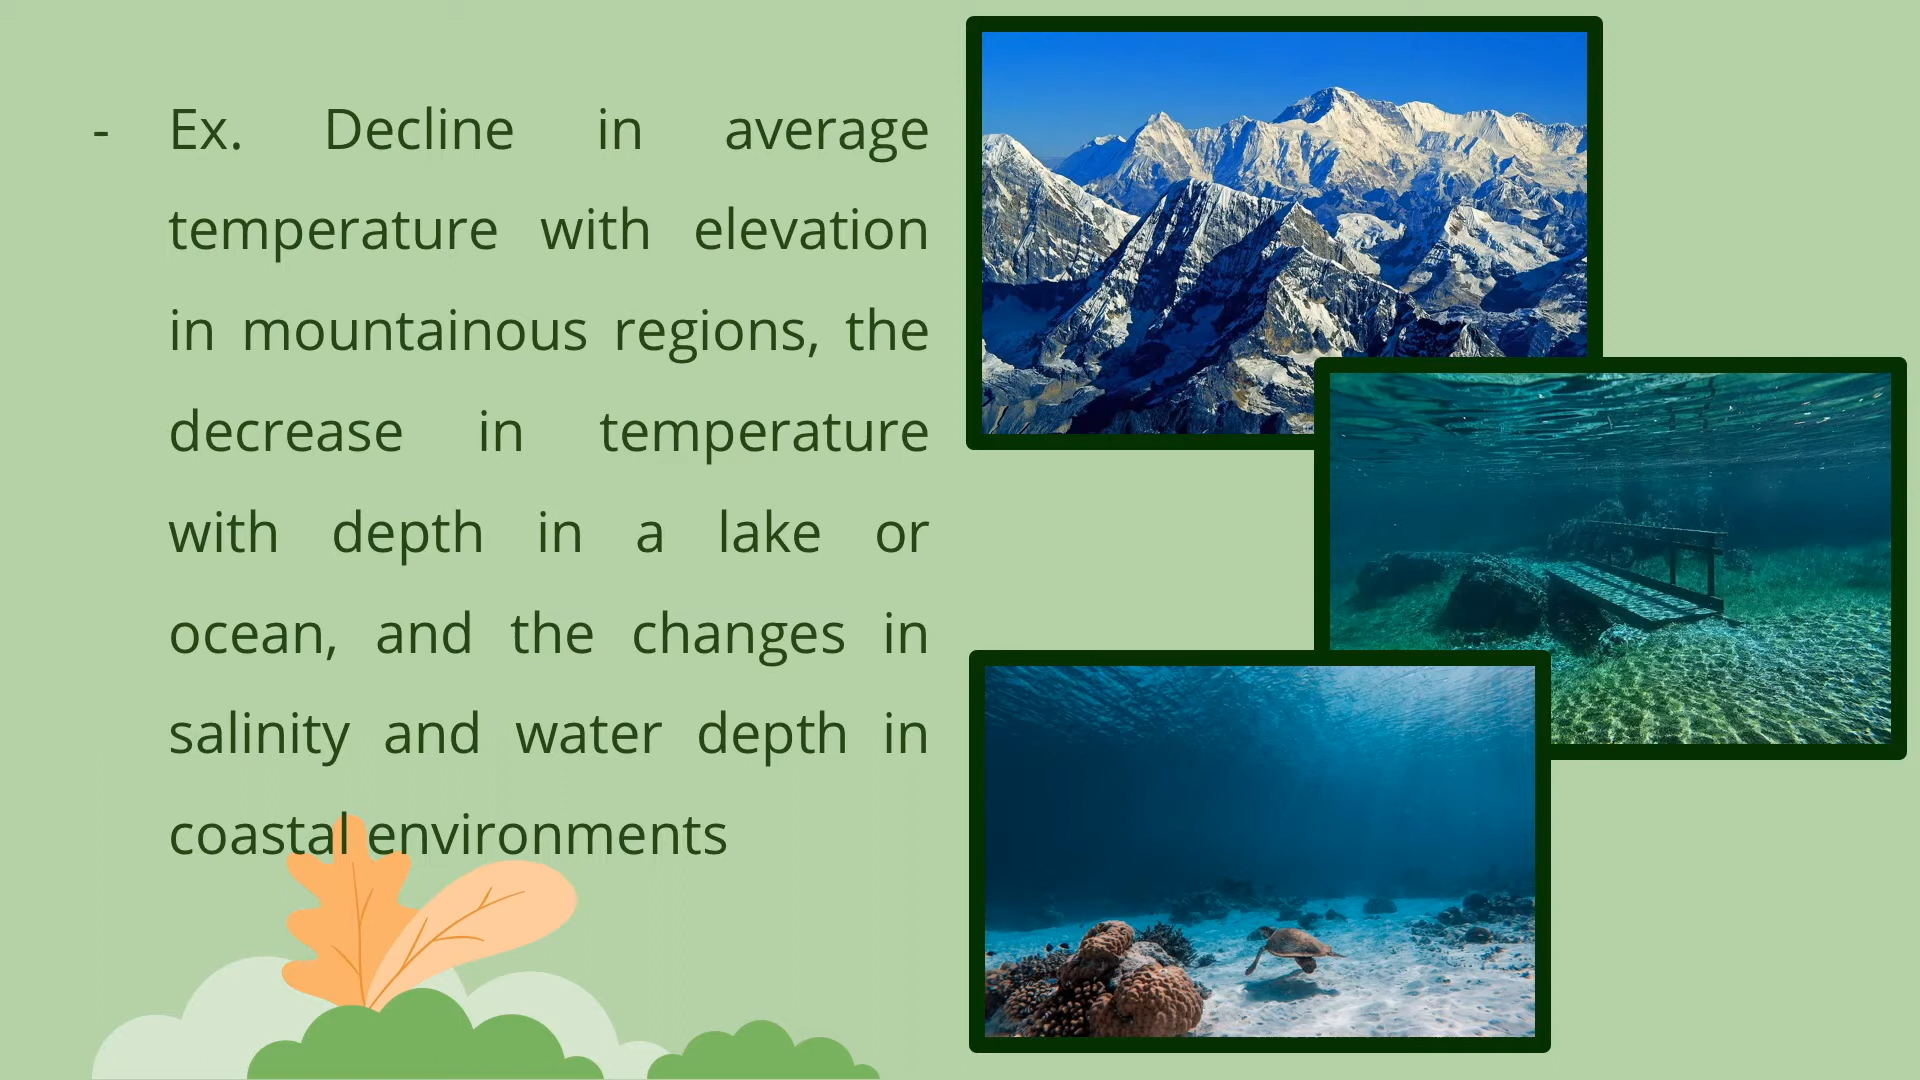 - Ex. Decline in average
temperature with elevation
in mountainous regions, the
decrease in temperature
with depth in a lake or
ocean, and the changes in
salinity and water depth in
coastal environments